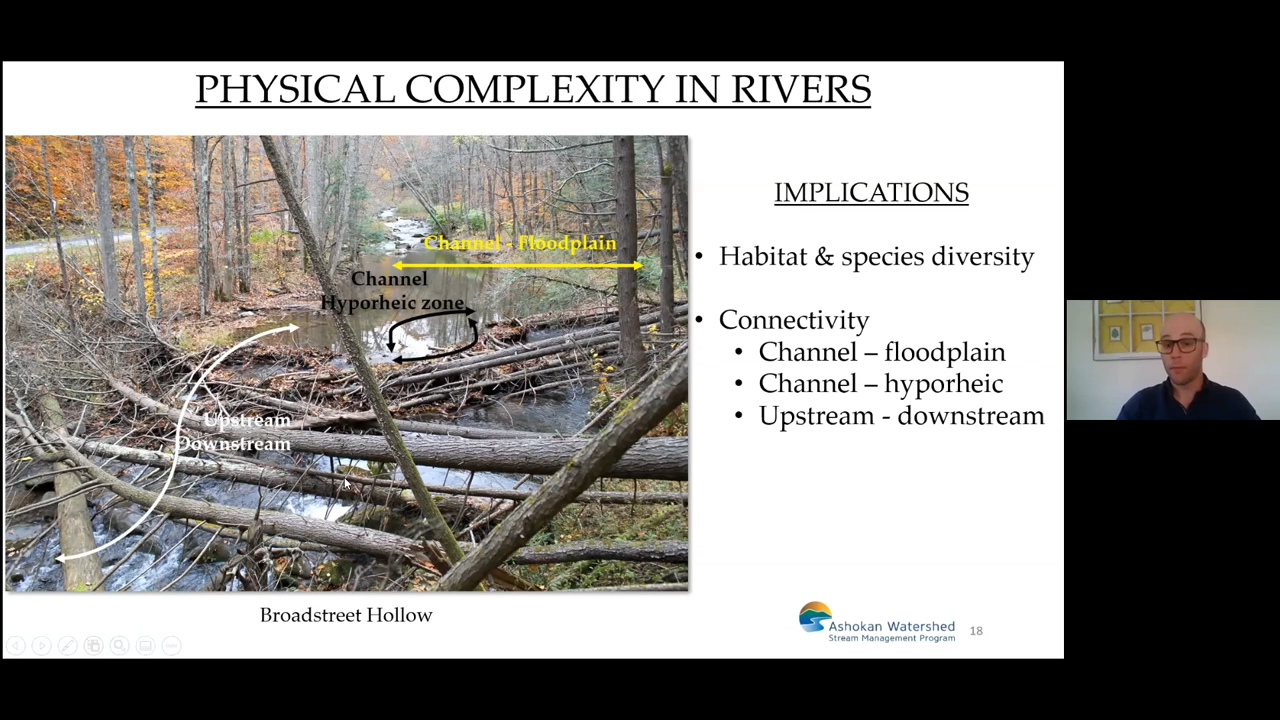 PHYSICAL COMPLEXITY IN RIVERS
Channel - Floodplain
Channel
Hyporheic zone
Upstream
Downstream
Broadstreet Hollow
IMPLICATIONS
• Habitat & species diversity
• Connectivity
• Channel – floodplain
• Channel – hyporheic
• Upstream - downstream
Ashokan Watershed
Stream Management Program
18